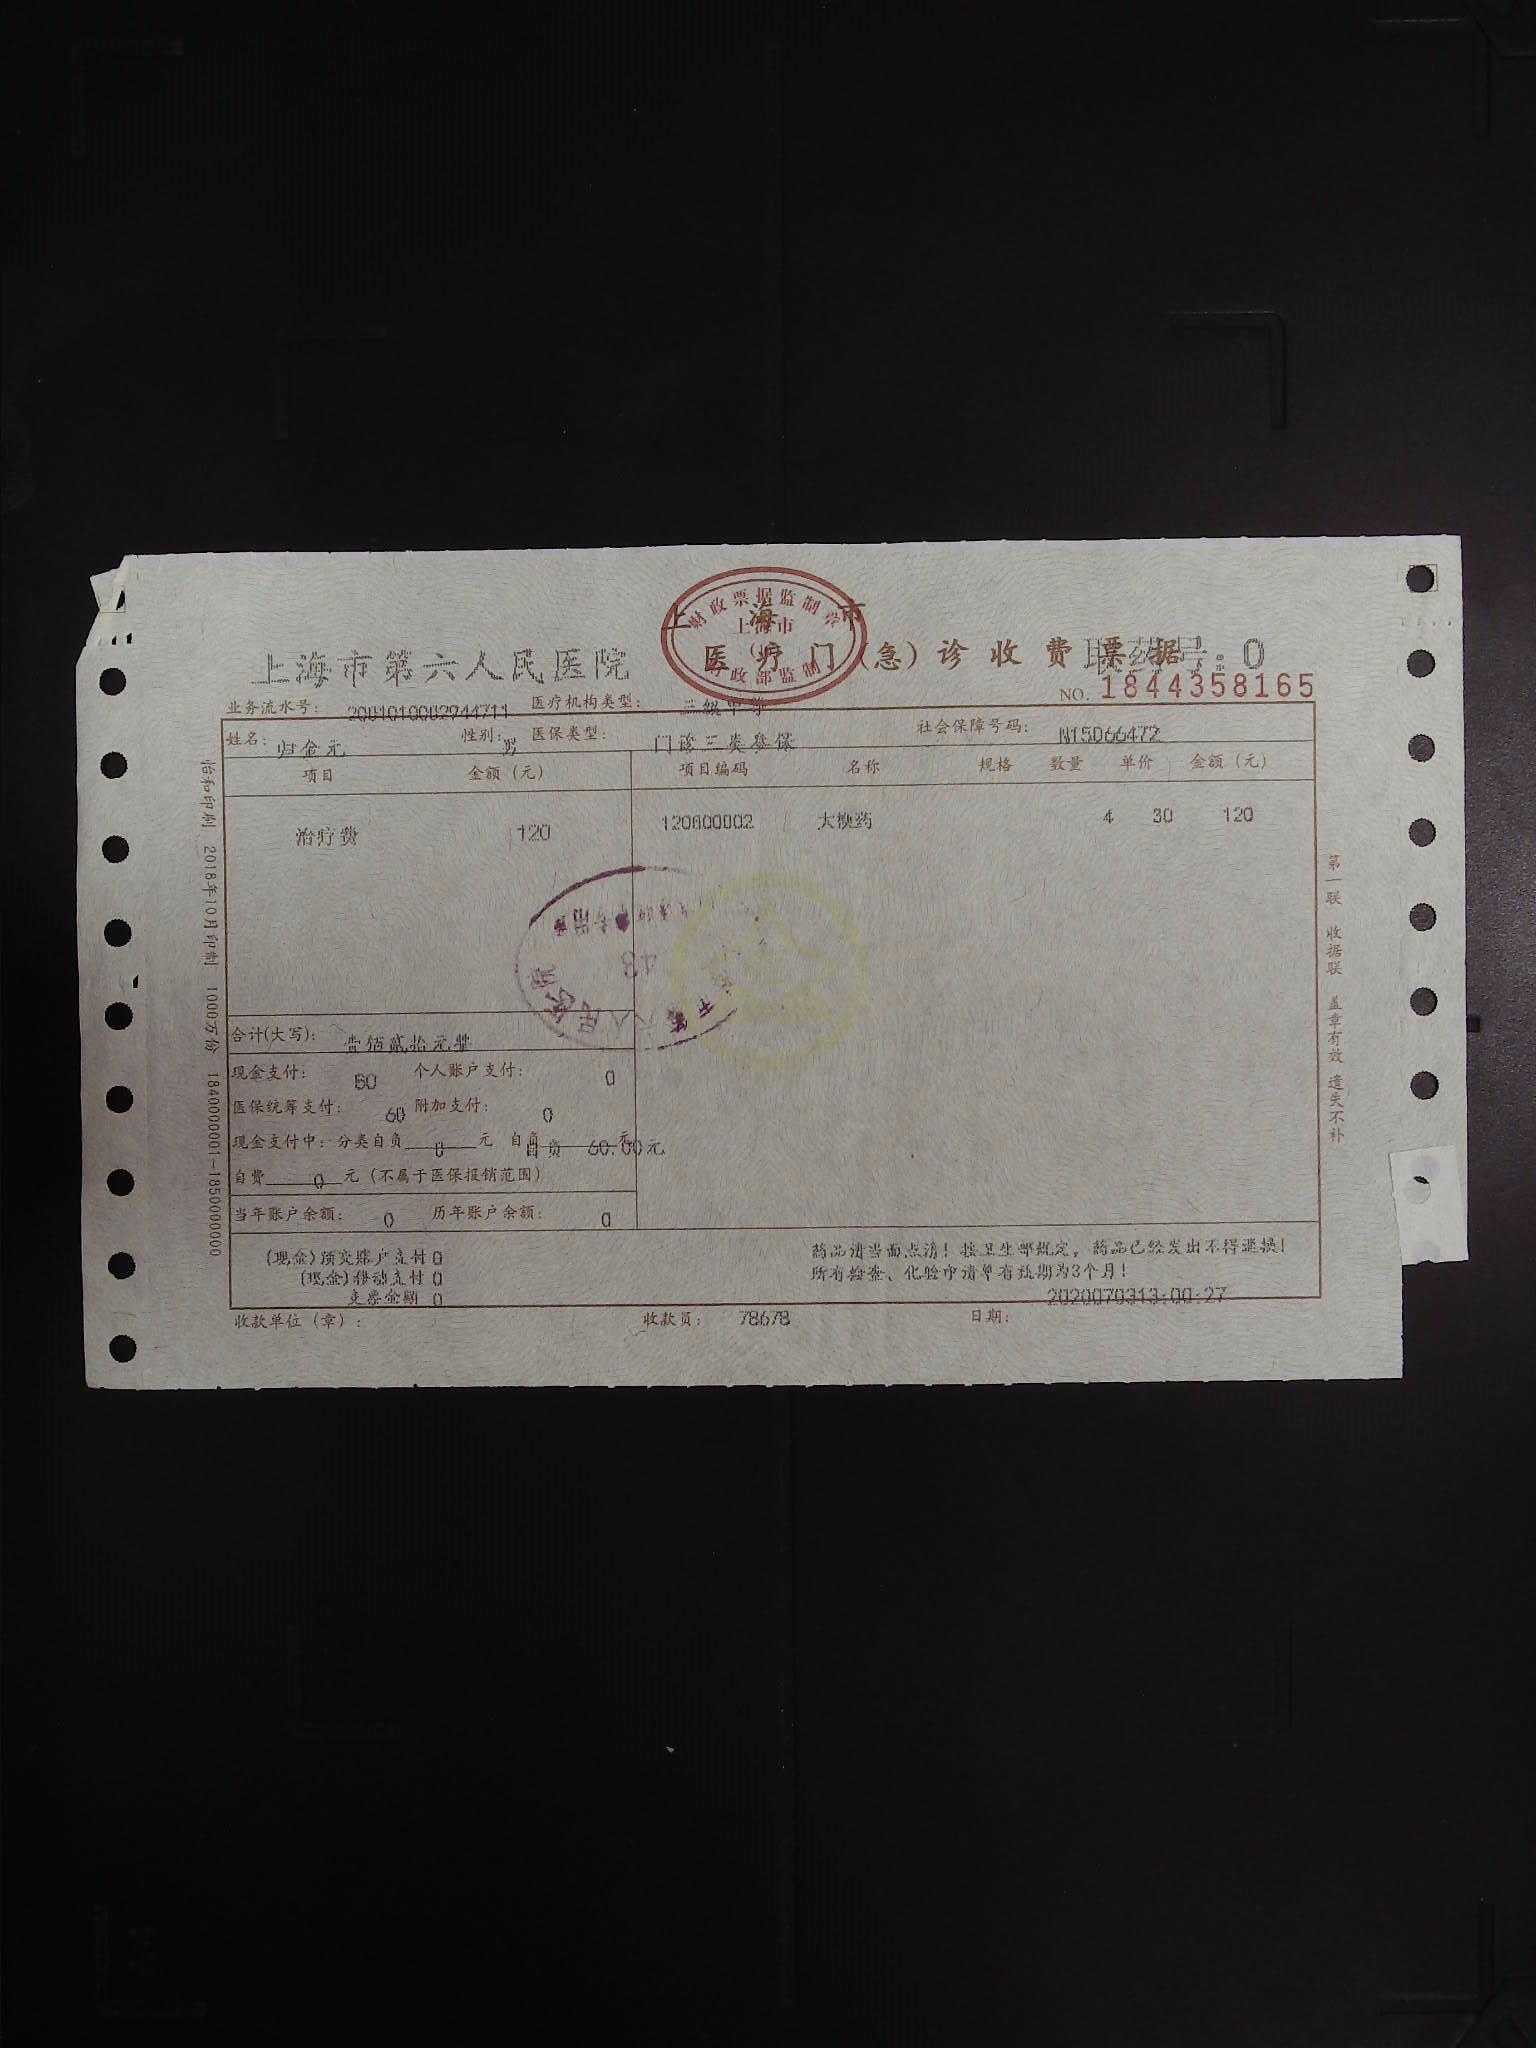 上海市
医疗门(急)诊收费票据
上海市第六人民医院
取药号:0
财政票据监制章
上海市
财政部监制
NO. 1844358165
业务流水号: 2001010002944711 医疗机构类型: 三级甲等
姓名: 归金元 性别: 男 医保类型: 门诊三类参保 社会保障号码: N15066472
项目 金额(元) 项目编码 名称 规格 数量 单价 金额(元)
治疗费 120 120600002 大换药 4 30 120
合计(大写): 壹佰贰拾元整
现金支付: 60 个人账户支付: 0
医保统筹支付: 60 附加支付: 0
现金支付中: 分类自负 0 元 自负 元 自负 60.00元
自费 0 元 (不属于医保报销范围)
当年账户余额: 0 历年账户余额: 0
(现金)预交账户支付 0
(现金)移动支付 0
支票金额 0
药品请当面点清! 按卫生部规定, 药品已经发出不得退换!
所有检查、化验申请单有效期为3个月!
2020070313:00:27
收款单位(章): 收款员: 78678 日期:
怡和印刷 2018年10月印制 1000万份 1840000001-1850000000
第一联 收据联 盖章有效 遗失不补